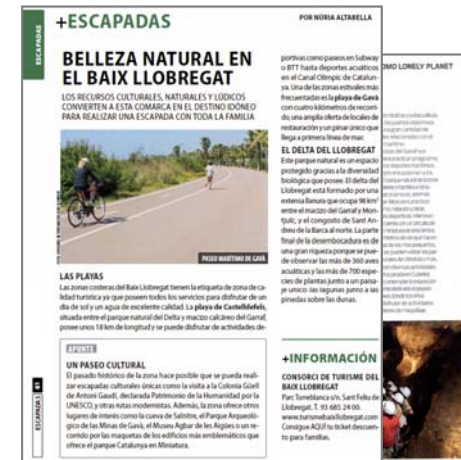 ESCAPADAS
+ESCAPADAS
POR NÚRIA ALTABELLA
BELLEZA NATURAL EN
EL BAIX LLOBREGAT
LOS RECURSOS CULTURALES, NATURALES Y LÚDICOS
CONVIERTEN A ESTA COMARCA EN EL DESTINO IDÓNEO
PARA REALIZAR UNA ESCAPADA CON TODA LA FAMILIA
PASEO MARÍTIMO DE GAVÀ
LAS PLAYAS
Las zonas costeras del Baix Llobregat tienen la etiqueta de zona de ca-
lidad turística ya que poseen todos los servicios para disfrutar de un
día de sol y un agua de excelente calidad. La playa de Castelldefels,
situada entre el parque natural del Delta y macizo calcáreo del Garraf,
posee unos 18 km de longitud y se puede disfrutar de actividades de-
portivas como paseos en Subway
o BTT hasta deportes acuáticos
en el Canal Olímpic de Catalun-
ya. Una de las zonas estivales más
frecuentadas es la playa de Gavà
con cuatro kilómetros de recorri-
do, una amplia oferta de locales de
restauración y un pinar único que
llega a primera línea de mar.
EL DELTA DEL LLOBREGAT
Este parque natural es un espacio
protegido gracias a la diversidad
biológica que posee. El delta del
Llobregat está formado por una
extensa llanura que ocupa 98 km²
entre el macizo del Garraf y Mon-
tjuïc, y el congosto de Sant An-
dreu de la Barca al norte. La parte
final de la desembocadura es de
una gran riqueza porque se pue-
de observar las más de 360 aves
acuáticas y las más de 700 espe-
cies de plantas junto a un paisa-
je único: las lagunas junto a las
pinedas sobre las dunas.
APUNTE
UN PASEO CULTURAL
El pasado histórico de la zona hace posible que se pueda reali-
zar escapadas culturales únicas como la visita a la Colonia Güell
de Antoni Gaudí, declarada Patrimonio de la Humanidad por la
UNESCO, y otras rutas modernistas. Además, la zona ofrece otros
lugares de interés como la cueva de Salnitre, el Parque Arqueoló-
gico de las Minas de Gavà, el Museu Agbar de les Aigües o un re-
corrido por las maquetas de los edificios más emblemáticos que
ofrece el parque Catalunya en Miniatura.
+INFORMACIÓN
CONSORCI DE TURISME DEL
BAIX LLOBREGAT
Parc Torreblanca s/n. Sant Feliu de
Llobregat. T. 93 685 24 00.
www.turismebaixllobregat.com
Consigue AQUÍ tu ticket descuen-
to para familias.
ESCAPADAS 41
OMO LONELY PLANET